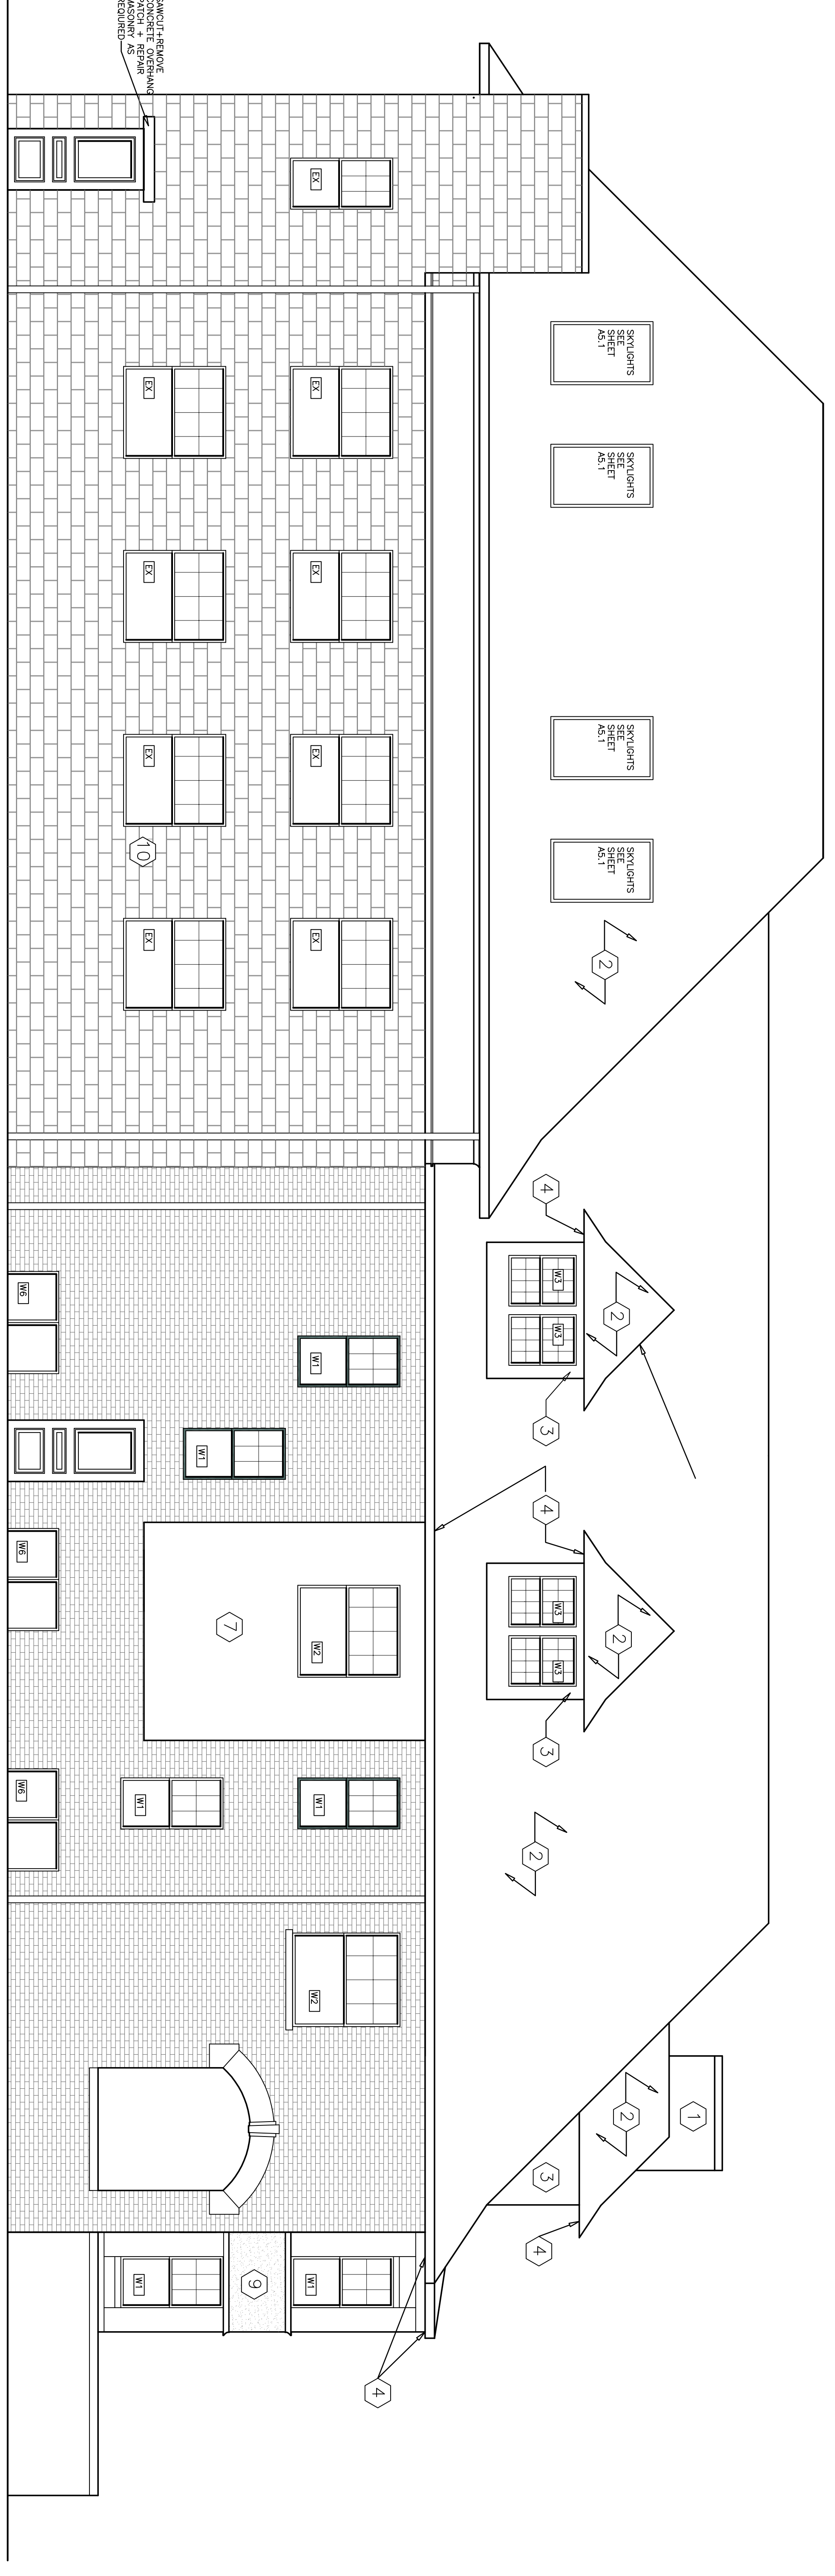 SAWCUT+REMOVE
CONCRETE OVERHANG
PATCH + REPAIR
MASONRY AS
REQIURED
SKYLIGHTS
SEE
SHEET
A5.1
SKYLIGHTS
SEE
SHEET
A5.1
SKYLIGHTS
SEE
SHEET
A5.1
SKYLIGHTS
SEE
SHEET
A5.1
2
4
2
3
4
2
3
2
1
2
3
4
W3
W3
W3
W3
EX
EX
EX
EX
EX
W1
W2
W1
W2
W1
EX
EX
EX
EX
10
W1
7
W1
9
W1
4
W6
W6
W6